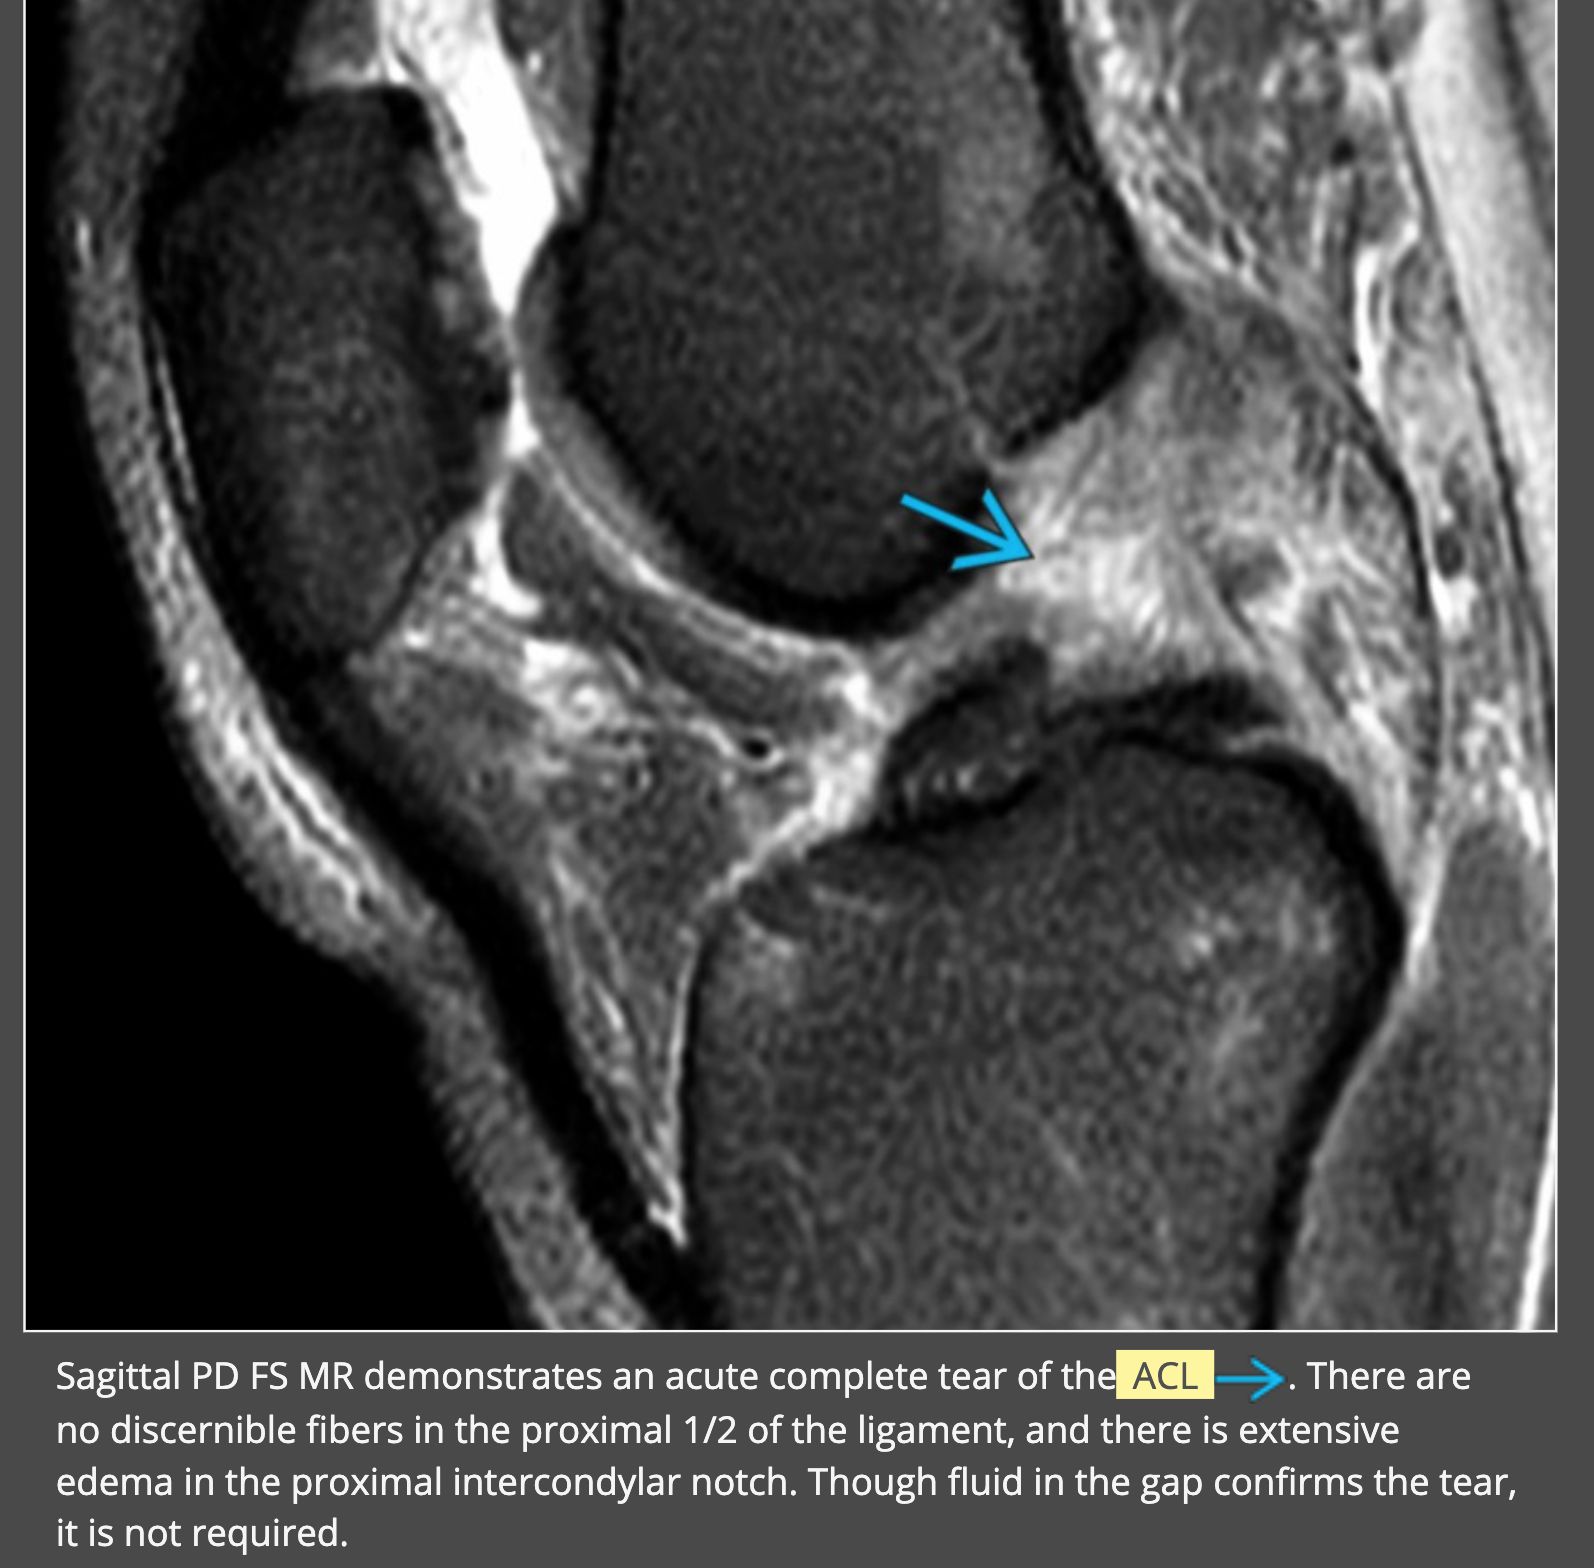 Sagittal PD FS MR demonstrates an acute complete tear of the ACL →. There are
no discernible fibers in the proximal 1/2 of the ligament, and there is extensive
edema in the proximal intercondylar notch. Though fluid in the gap confirms the tear,
it is not required.